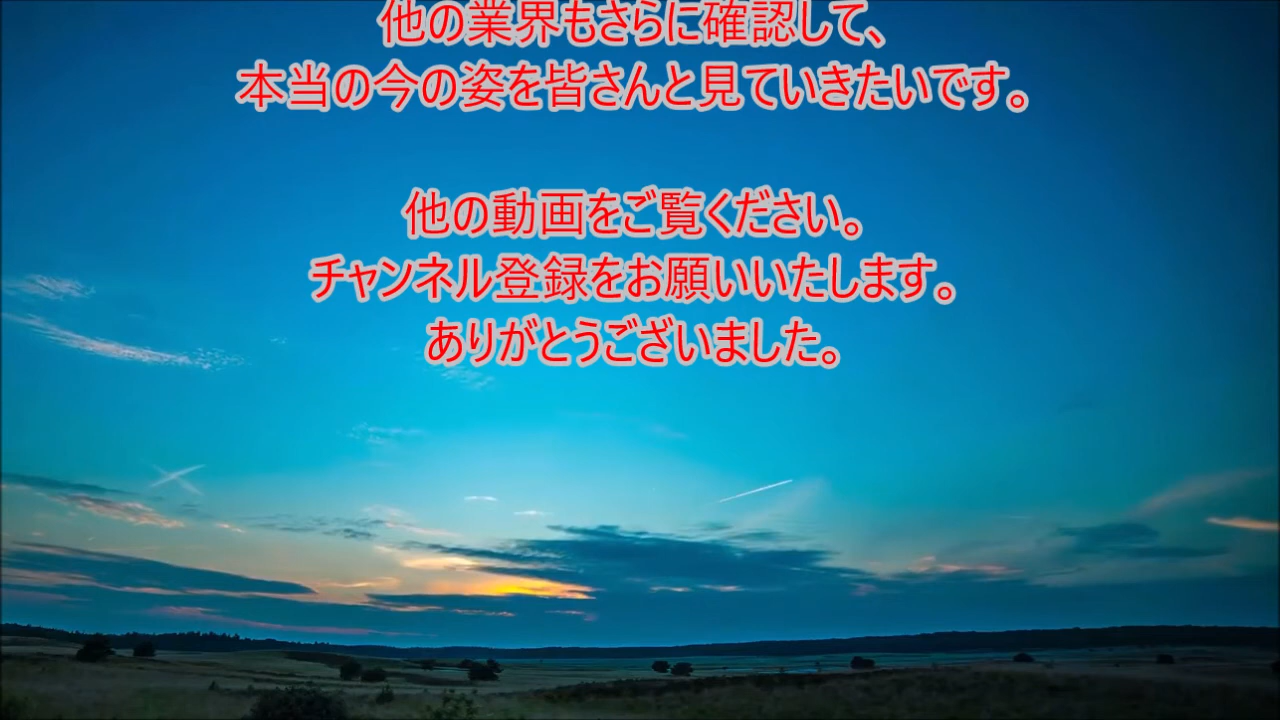 他の業界もさらに確認して、
本当の今の姿を皆さんと見ていきたいです。
他の動画をご覧ください。
チャンネル登録をお願いいたします。
ありがとうございました。